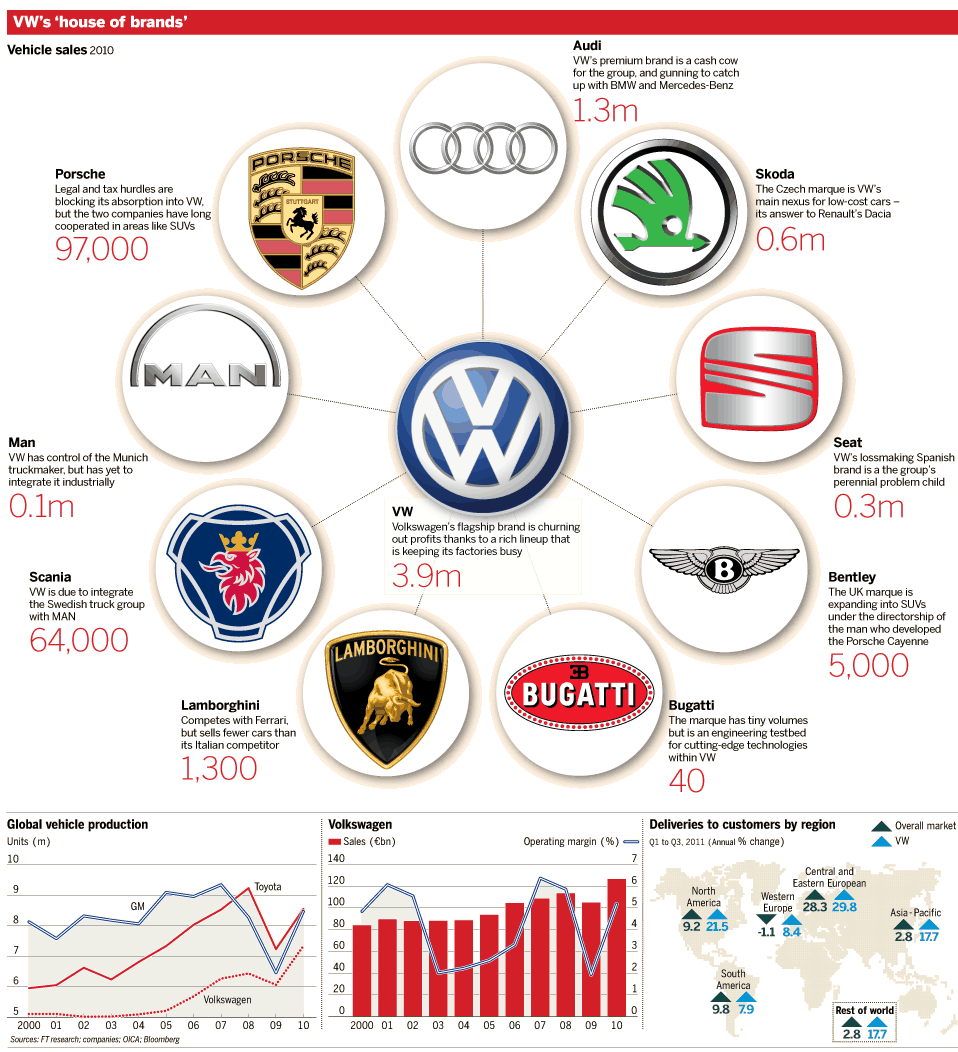 VW's 'house of brands'
Vehicle sales 2010
Audi
VW's premium brand is a cash cow
for the group, and gunning to catch
up with BMW and Mercedes-Benz
1.3m
PORSCHE
STUTTGART
Porsche
Legal and tax hurdles are
blocking its absorption into VW,
but the two companies have long
cooperated in areas like SUVs
97,000
Skoda
The Czech marque is VW's
main nexus for low-cost cars –
its answer to Renault's Dacia
0.6m
MAN
Man
VW has control of the Munich
truckmaker, but has yet to
integrate it industrially
0.1m
Seat
VW's lossmaking Spanish
brand is a the group's
perennial problem child
0.3m
VW
Volkswagen's flagship brand is churning
out profits thanks to a rich lineup that
is keeping its factories busy
3.9m
Scania
VW is due to integrate
the Swedish truck group
with MAN
64,000
B
Bentley
The UK marque is
expanding into SUVs
under the directorship of
the man who developed
the Porsche Cayenne
5,000
LAMBORGHINI
Lamborghini
Competes with Ferrari,
but sells fewer cars than
its Italian competitor
1,300
EB
BUGATTI
Bugatti
The marque has tiny volumes
but is an engineering testbed
for cutting-edge technologies
within VW
40
Global vehicle production
Units (m)
10
9
8
7
6
5
GM
Toyota
Volkswagen
2000 01 02 03 04 05 06 07 08 09 10
Sources: FT research; companies; OICA; Bloomberg
Volkswagen
Sales (€bn)
Operating margin (%)
140
120
100
80
60
40
20
0
7
6
5
4
3
2
1
0
2000 01 02 03 04 05 06 07 08 09 10
Deliveries to customers by region
Q1 to Q3, 2011 (Annual % change)
Overall market
VW
North
America
9.2 21.5
Western
Europe
-1.1 8.4
Central and
Eastern European
28.3 29.8
Asia-Pacific
2.8 17.7
South
America
9.8 7.9
Rest of world
2.8 17.7